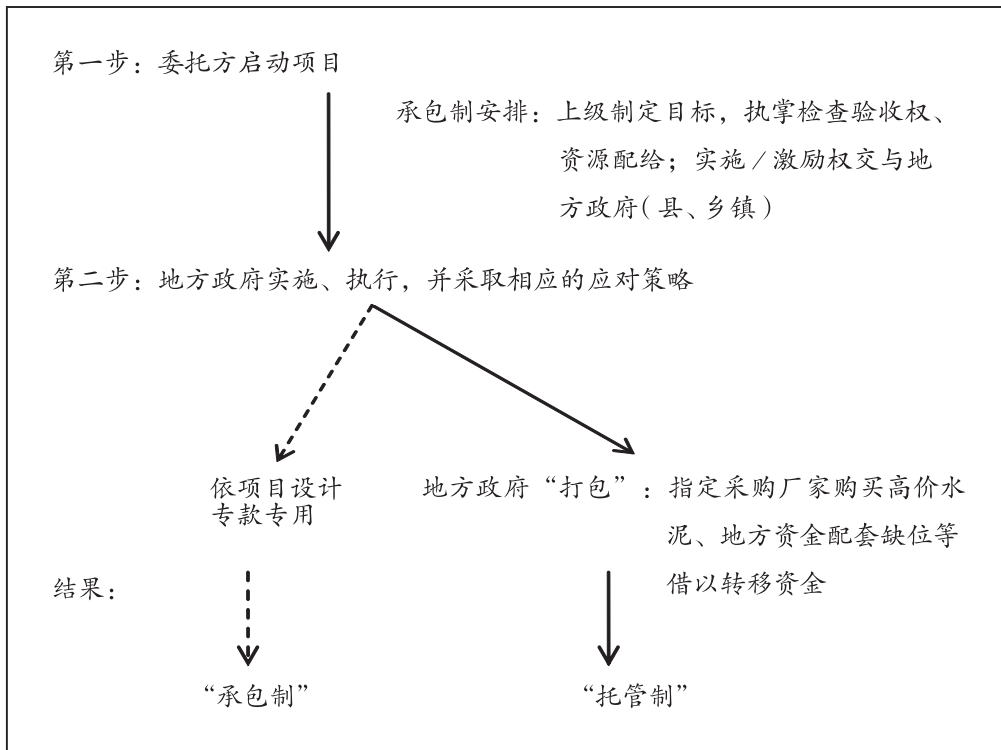 第一步：委托方启动项目
承包制安排：上级制定目标，执掌检查验收权、
资源配给；实施/激励权交与地
方政府（县、乡镇）
第二步：地方政府实施、执行，并采取相应的应对策略
依项目设计
专款专用
地方政府“打包”：指定采购厂家购买高价水
泥、地方资金配套缺位等
借以转移资金
结果：
“承包制”
“托管制”